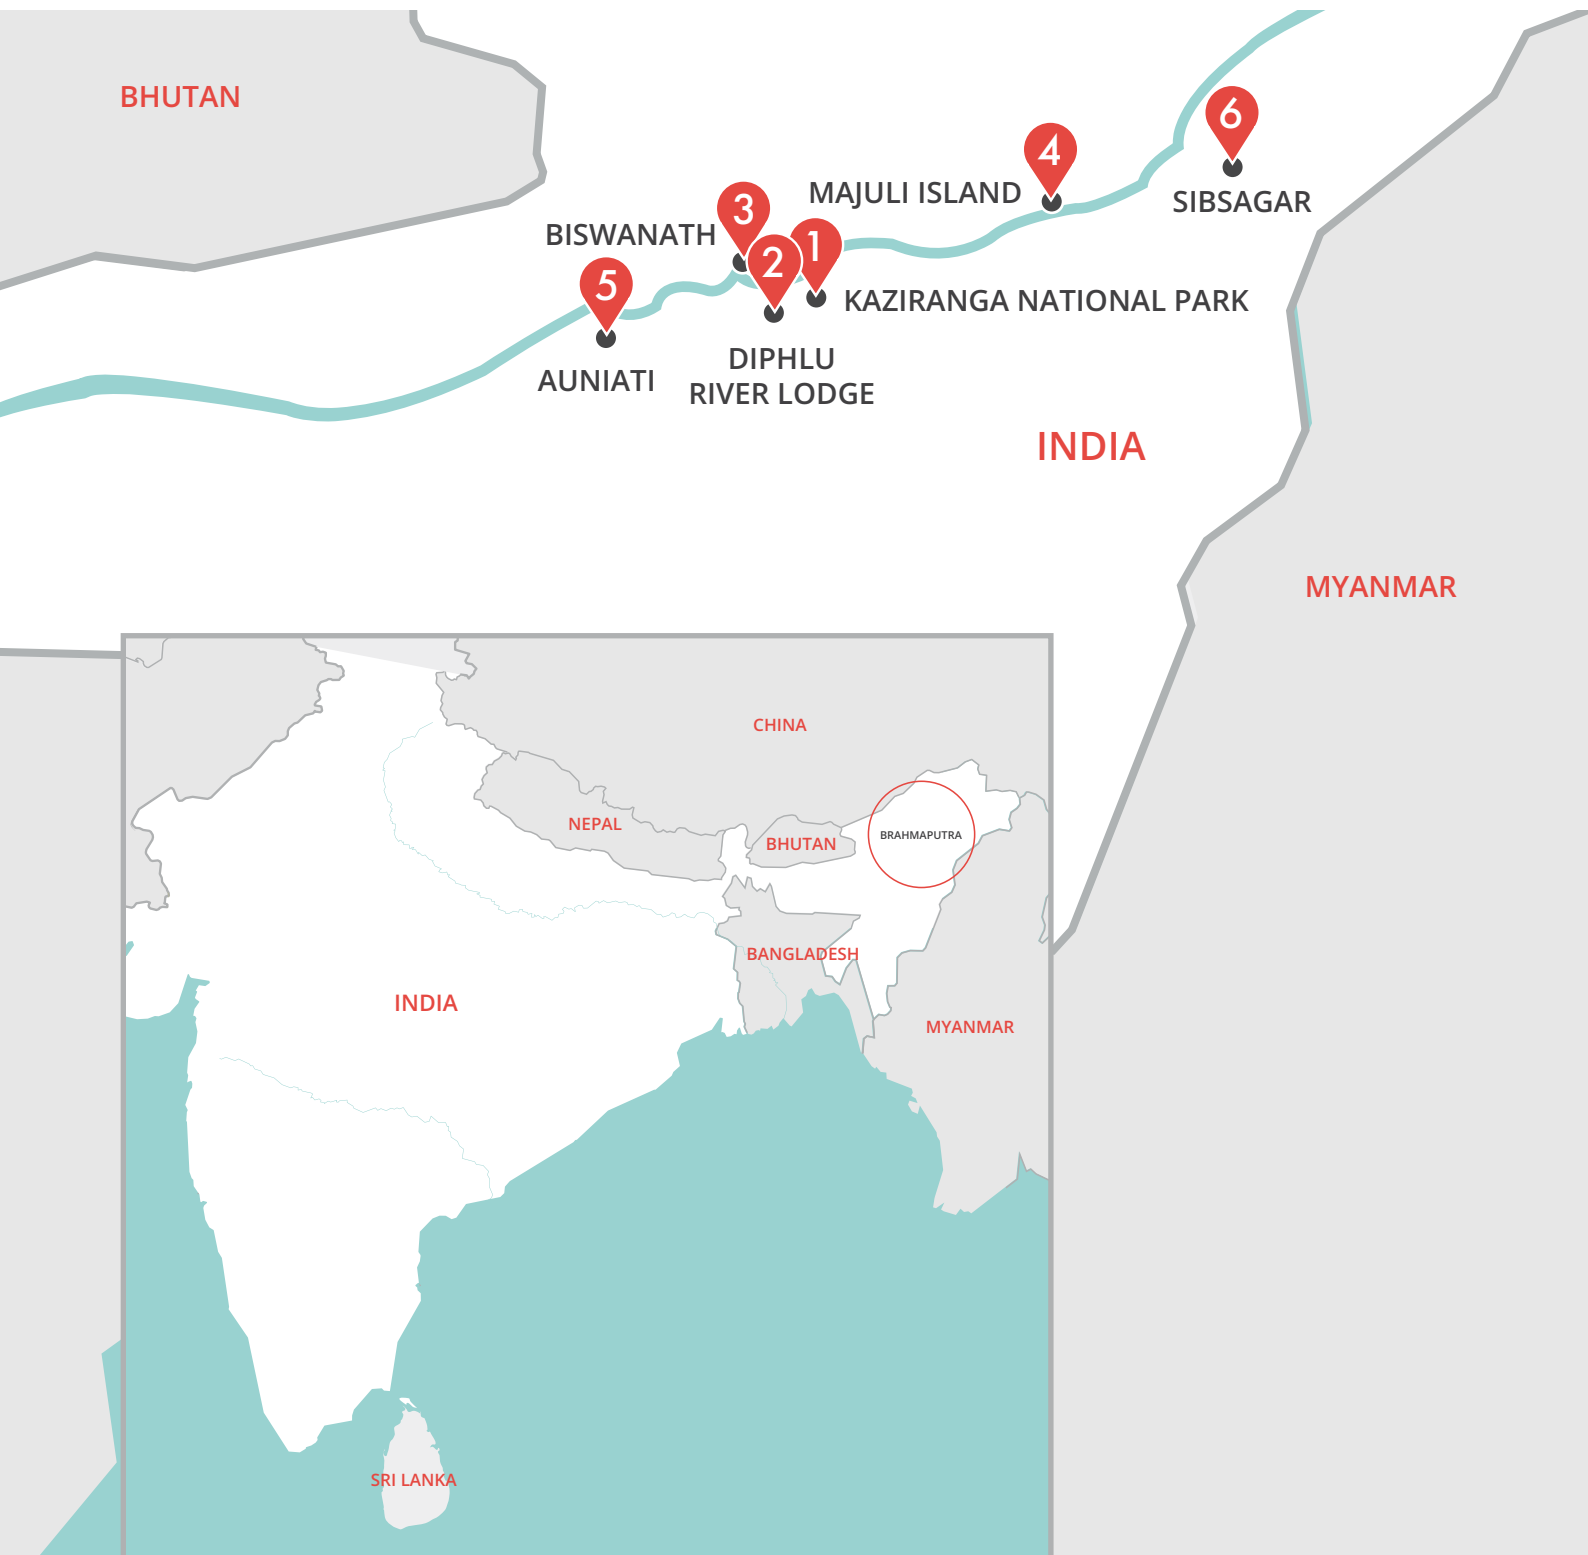 BHUTAN
6
4
MAJULI ISLAND
SIBSAGAR
3
BISWANATH
1
2
5
KAZIRANGA NATIONAL PARK
DIPHLU
RIVER LODGE
AUNIATI
INDIA
MYANMAR
CHINA
NEPAL
BHUTAN
BRAHMAPUTRA
BANGLADESH
INDIA
MYANMAR
SRI LANKA